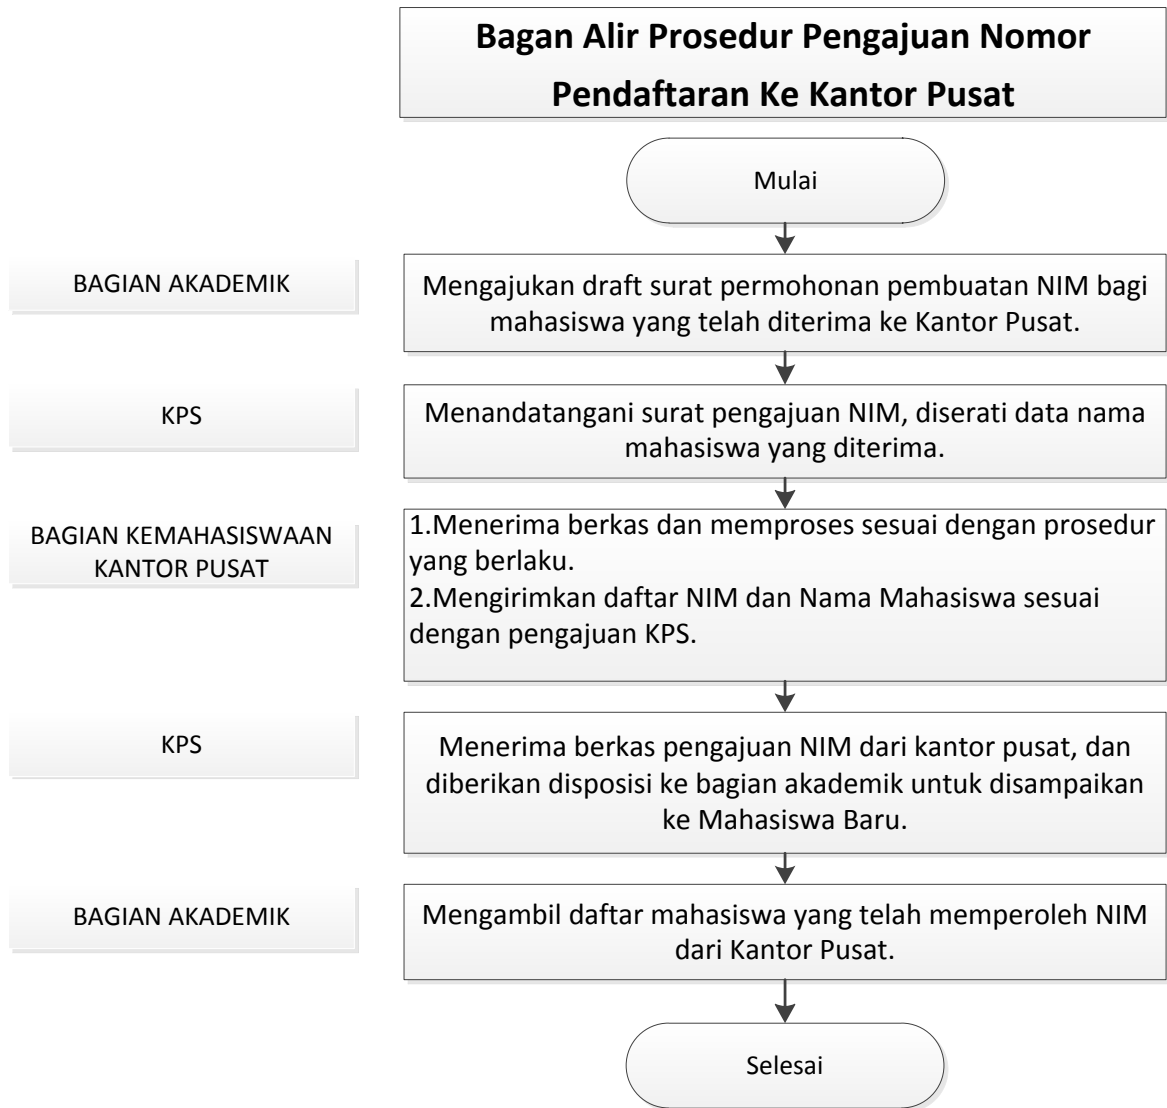 Bagan Alir Prosedur Pengajuan Nomor
Pendaftaran Ke Kantor Pusat
Mulai
BAGIAN AKADEMIK
Mengajukan draft surat permohonan pembuatan NIM bagi
mahasiswa yang telah diterima ke Kantor Pusat.
KPS
Menandatangani surat pengajuan NIM, diserati data nama
mahasiswa yang diterima.
BAGIAN KEMAHASISWAAN
KANTOR PUSAT
1.Menerima berkas dan memproses sesuai dengan prosedur
yang berlaku.
2.Mengirimkan daftar NIM dan Nama Mahasiswa sesuai
dengan pengajuan KPS.
KPS
Menerima berkas pengajuan NIM dari kantor pusat, dan
diberikan disposisi ke bagian akademik untuk disampaikan
ke Mahasiswa Baru.
BAGIAN AKADEMIK
Mengambil daftar mahasiswa yang telah memperoleh NIM
dari Kantor Pusat.
Selesai